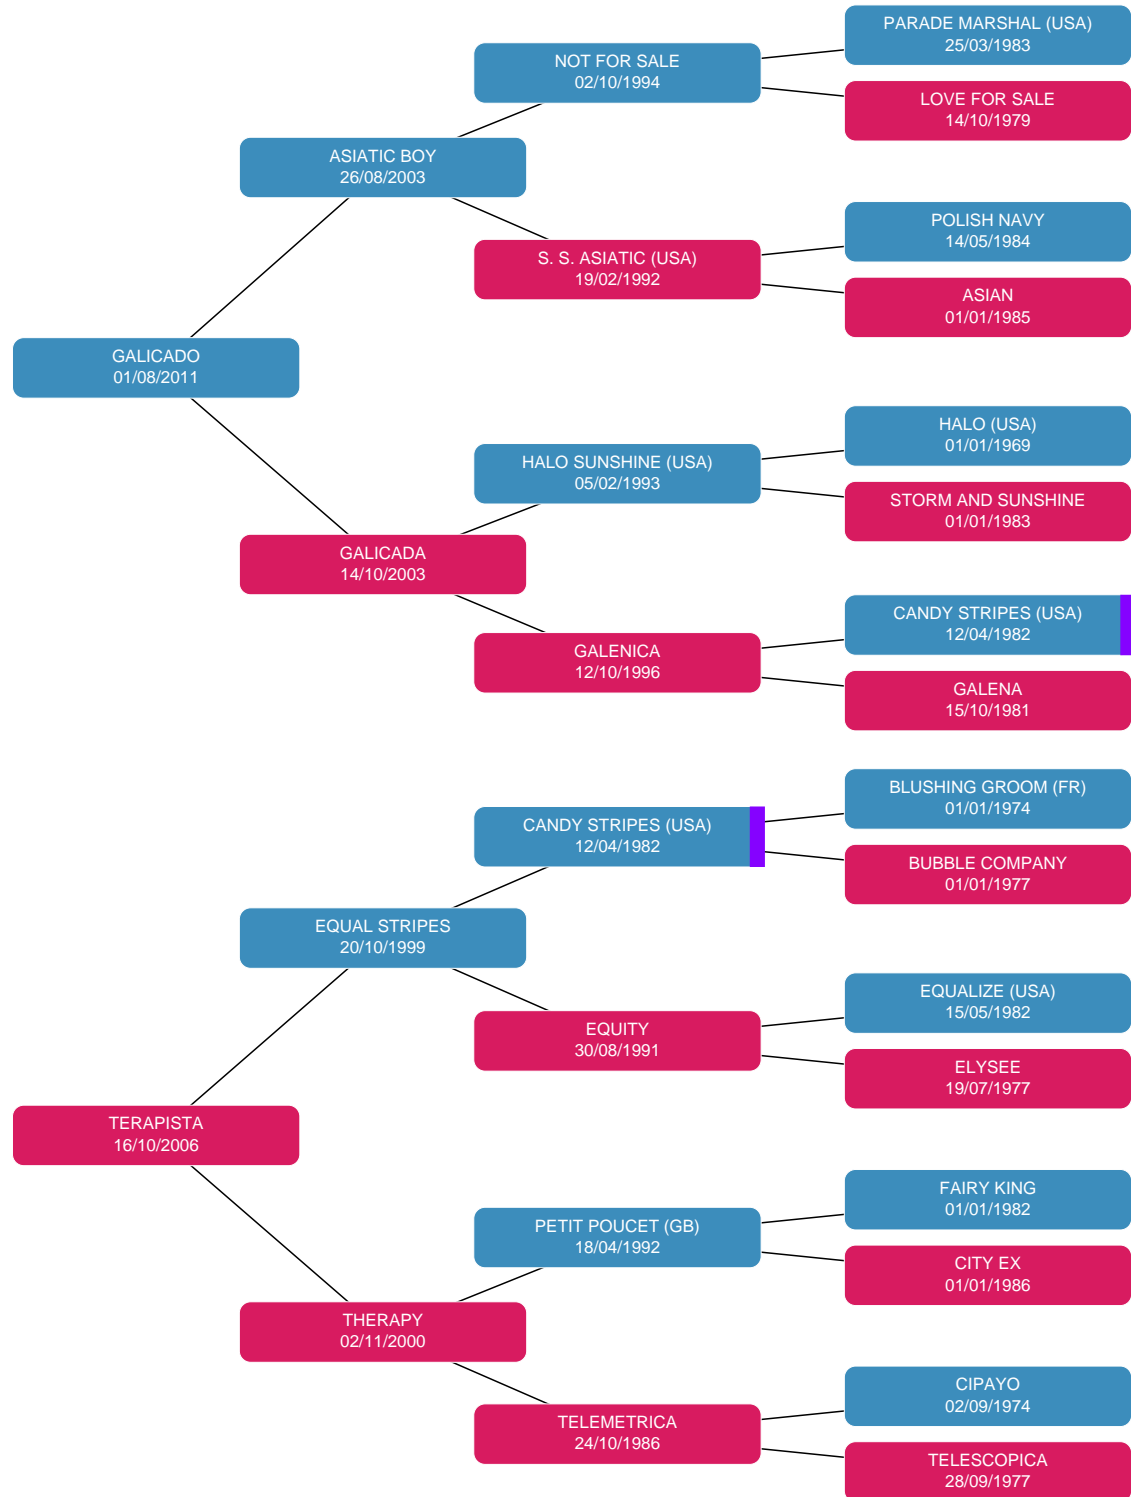 PARADE MARSHAL (USA)
25/03/1983
NOT FOR SALE
02/10/1994
LOVE FOR SALE
14/10/1979
ASIATIC BOY
26/08/2003
POLISH NAVY
14/05/1984
S. S. ASIATIC (USA)
19/02/1992
ASIAN
01/01/1985
GALICADO
01/08/2011
HALO (USA)
01/01/1969
HALO SUNSHINE (USA)
05/02/1993
STORM AND SUNSHINE
01/01/1983
GALICADA
14/10/2003
CANDY STRIPES (USA)
12/04/1982
GALENICA
12/10/1996
GALENA
15/10/1981
BLUSHING GROOM (FR)
01/01/1974
CANDY STRIPES (USA)
12/04/1982
BUBBLE COMPANY
01/01/1977
EQUAL STRIPES
20/10/1999
EQUALIZE (USA)
15/05/1982
EQUITY
30/08/1991
ELYSEE
19/07/1977
TERAPISTA
16/10/2006
FAIRY KING
01/01/1982
PETIT POUCET (GB)
18/04/1992
CITY EX
01/01/1986
THERAPY
02/11/2000
CIPAYO
02/09/1974
TELEMETRICA
24/10/1986
TELESCOPICA
28/09/1977